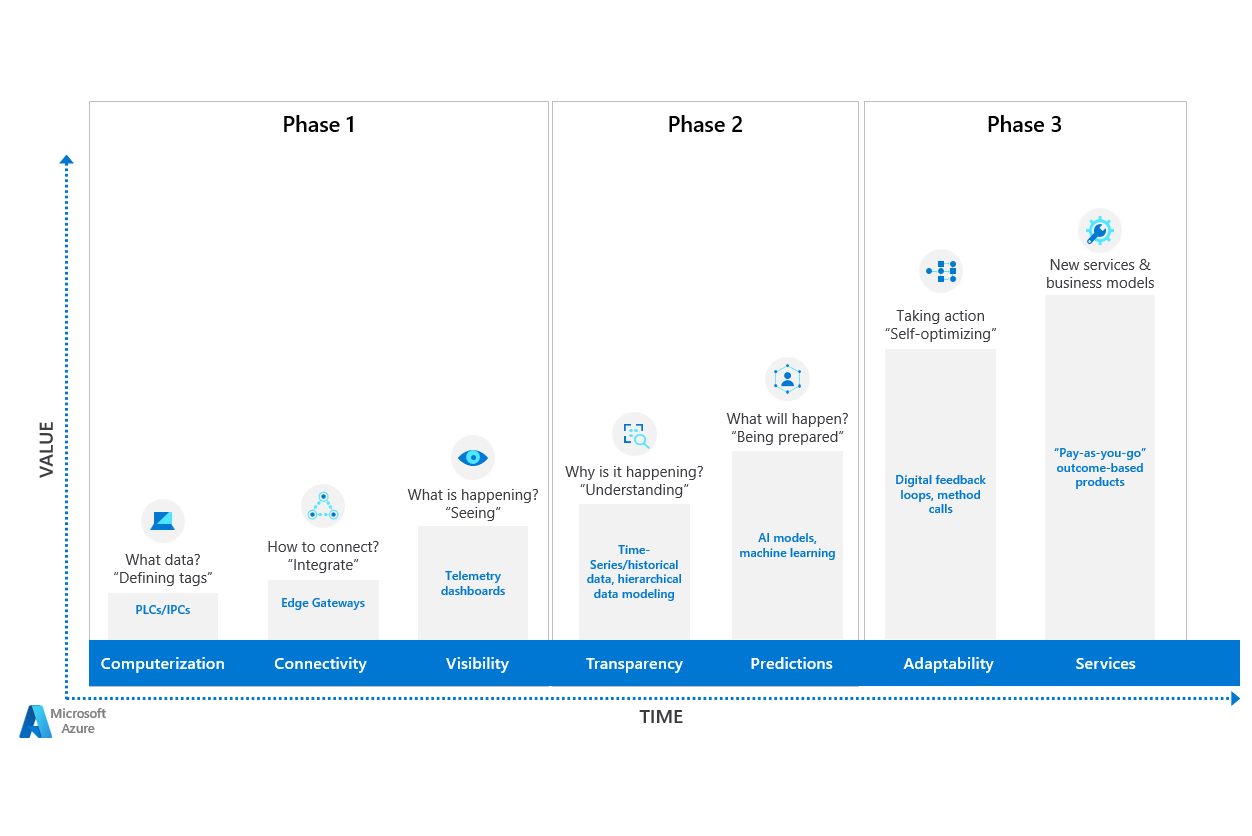 Phase 1
Phase 2
Phase 3
VALUE
What data?
“Defining tags”
PLCs/IPCs
How to connect?
“Integrate”
Edge Gateways
What is happening?
“Seeing”
Telemetry
dashboards
Why is it happening?
“Understanding”
Time-
Series/historical
data, hierarchical
data modeling
What will happen?
“Being prepared”
AI models,
machine learning
Taking action
“Self-optimizing”
Digital feedback
loops, method
calls
New services &
business models
“Pay-as-you-go”
outcome-based
products
Computerization
Connectivity
Visibility
Transparency
Predictions
Adaptability
Services
TIME
Microsoft
Azure